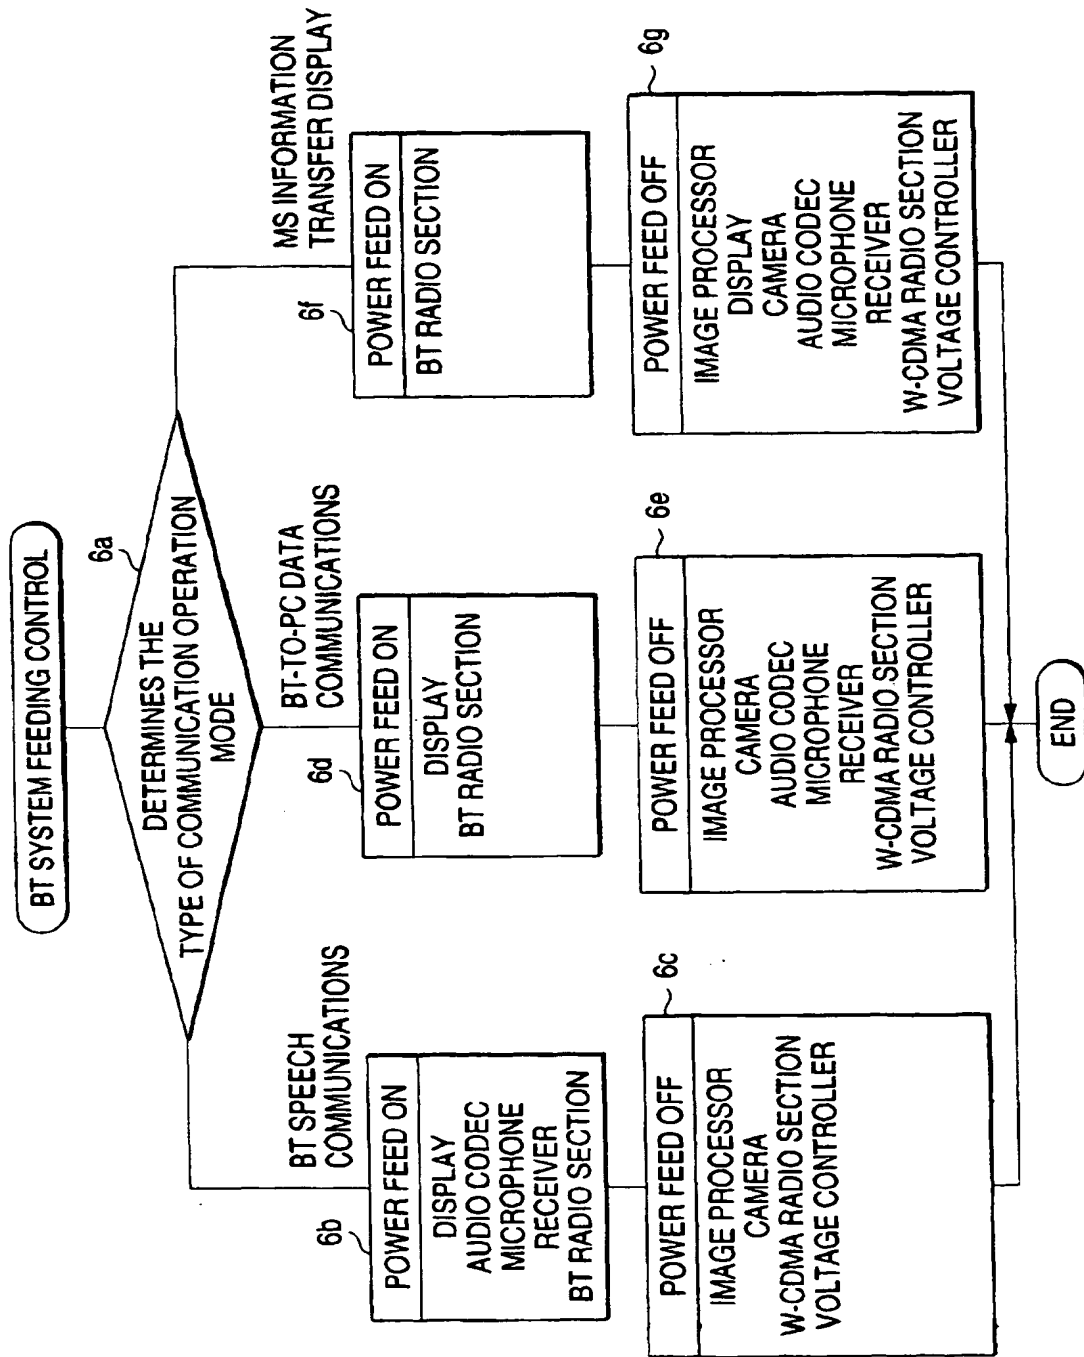 BT SYSTEM FEEDING CONTROL
6a
DETERMINES THE
TYPE OF COMMUNICATION OPERATION
MODE
BT SPEECH
COMMUNICATIONS
6b
POWER FEED ON
DISPLAY
AUDIO CODEC
MICROPHONE
RECEIVER
BT RADIO SECTION
6c
POWER FEED OFF
IMAGE PROCESSOR
CAMERA
W-CDMA RADIO SECTION
VOLTAGE CONTROLLER
BT-TO-PC DATA
COMMUNICATIONS
6d
POWER FEED ON
DISPLAY
BT RADIO SECTION
6e
POWER FEED OFF
IMAGE PROCESSOR
CAMERA
AUDIO CODEC
MICROPHONE
RECEIVER
W-CDMA RADIO SECTION
VOLTAGE CONTROLLER
MS INFORMATION
TRANSFER DISPLAY
6f
POWER FEED ON
BT RADIO SECTION
6g
POWER FEED OFF
IMAGE PROCESSOR
DISPLAY
CAMERA
AUDIO CODEC
MICROPHONE
RECEIVER
W-CDMA RADIO SECTION
VOLTAGE CONTROLLER
END